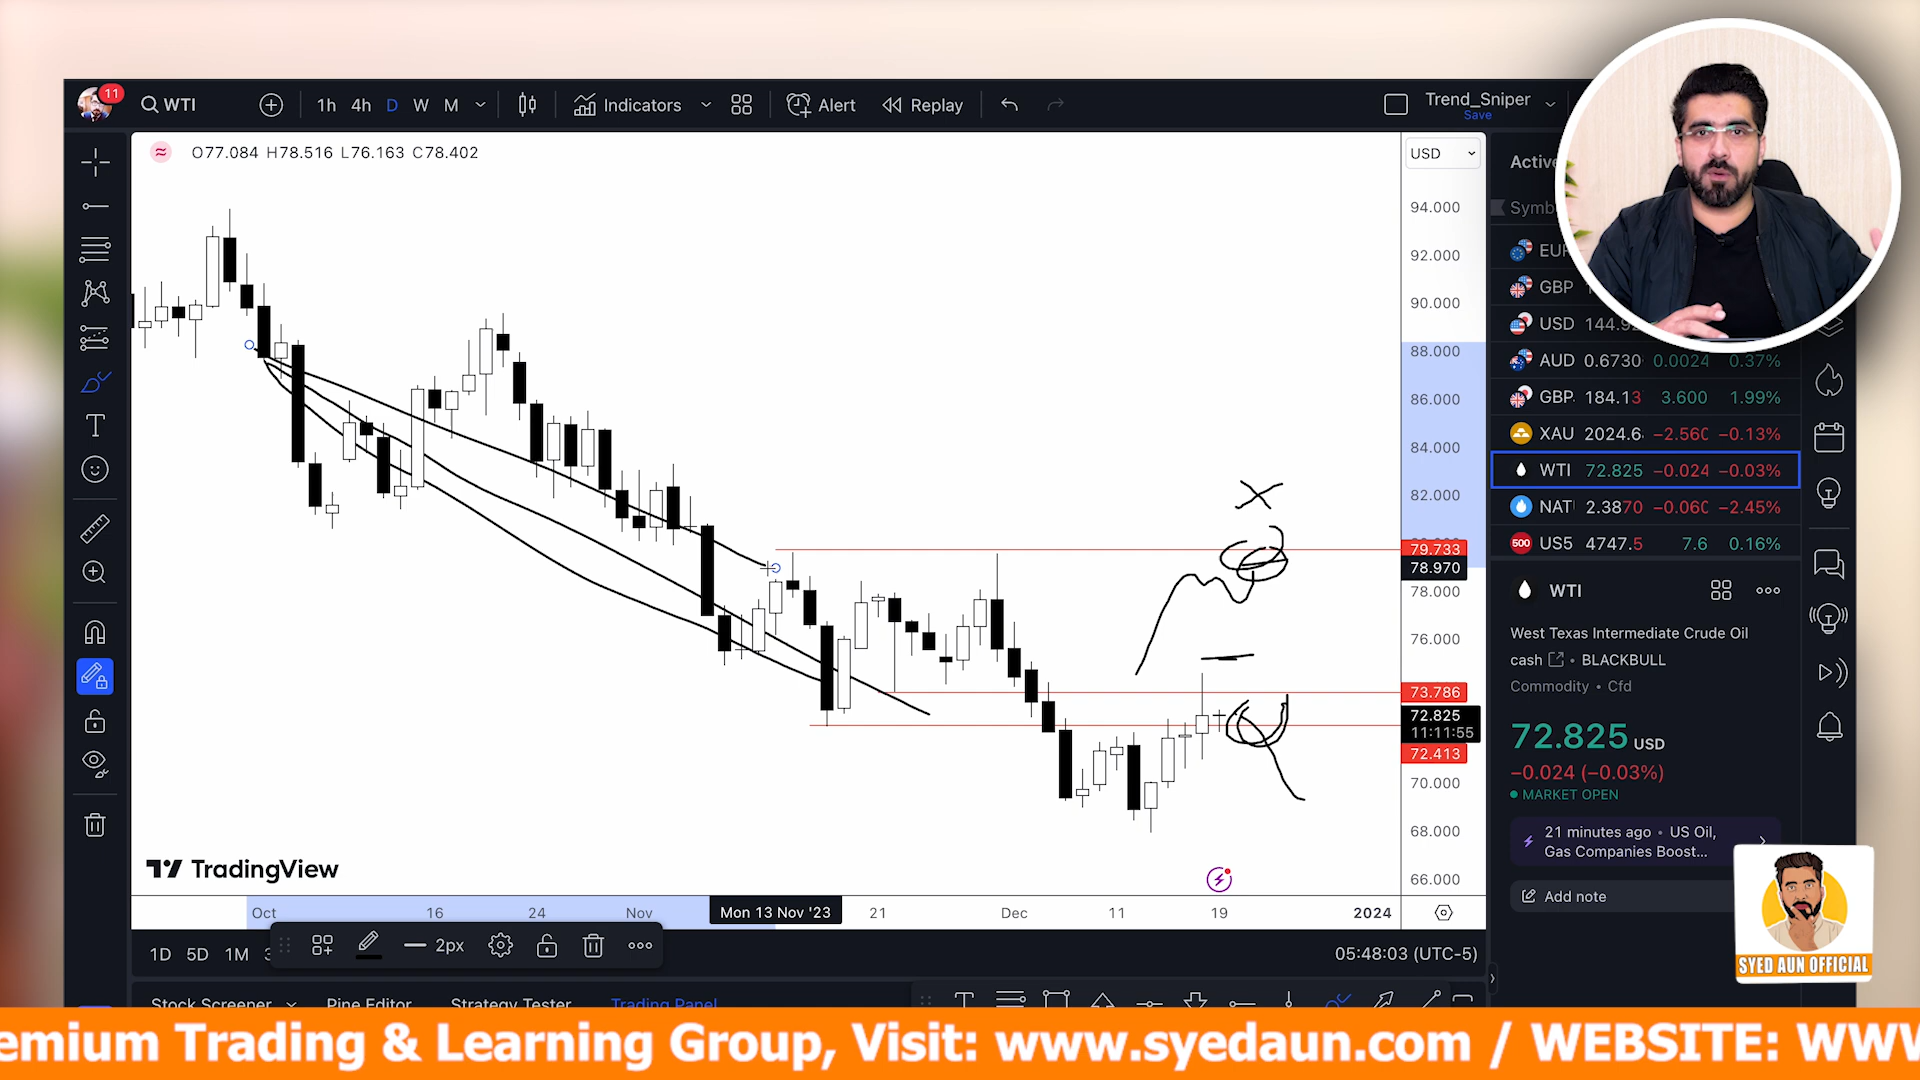 11
WTI
1h 4h D W M
Indicators
Alert
Replay
Trend_Sniper
Save
O77.084 H78.516 L76.163 C78.402
USD
94.000
92.000
90.000
88.000
86.000
84.000
82.000
79.733
78.970
78.000
76.000
73.786
72.825
11:11:55
72.413
70.000
68.000
66.000
TradingView
Oct 16 24 Nov Mon 13 Nov '23 21 Dec 11 19 2024
2px
1D 5D 1M 3
05:48:03 (UTC-5)
Stock Screener Pine Editor Strategy Tester Trading Panel
Active
Symb
EUR
GBP
USD 144.9
AUD 0.6730 0.0024 0.37%
GBP 184.13 3.600 1.99%
XAU 2024.6 −2.560 −0.13%
WTI 72.825 −0.024 −0.03%
NAT 2.3870 −0.060 −2.45%
500 US5 4747.5 7.6 0.16%
WTI
West Texas Intermediate Crude Oil
cash • BLACKBULL
Commodity • Cfd
72.825 USD
−0.024 (−0.03%)
MARKET OPEN
21 minutes ago • US Oil,
Gas Companies Boost...
Add note
SYED AUN OFFICIAL
emium Trading & Learning Group, Visit: www.syedaun.com / WEBSITE: WWW